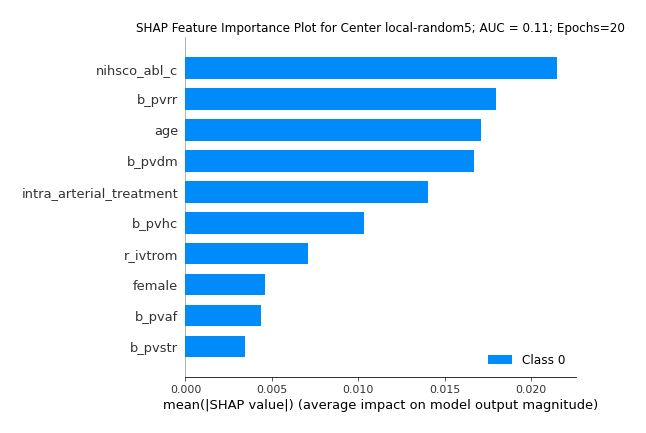 SHAP Feature Importance Plot for Center local-random5; AUC = 0.11; Epochs=20
nihsco_abl_c
b_pvrr
age
b_pvdm
intra_arterial_treatment
b_pvhc
r_ivtrom
female
b_pvaf
b_pvstr
Class 0
0.000 0.005 0.010 0.015 0.020
mean(|SHAP value|) (average impact on model output magnitude)